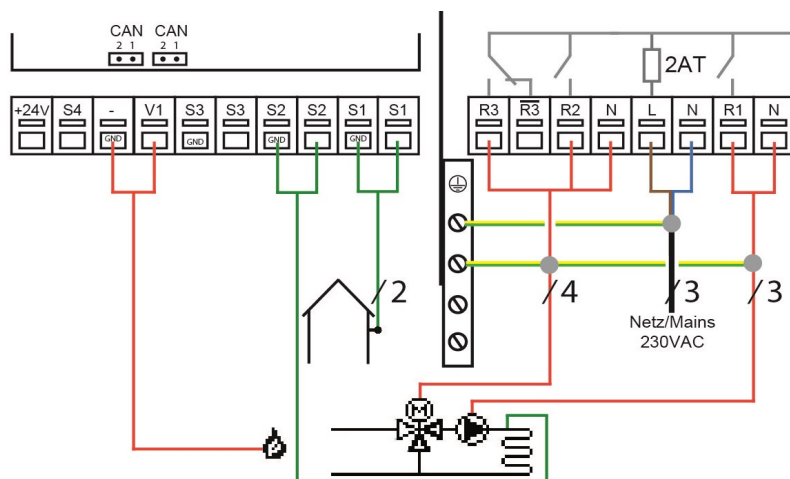 CAN CAN
2 1 2 1
2AT
+24V S4 - V1 S3 S3 S2 S2 S1 S1
R3 R3 R2 N L N R1 N
GND GND GND GND
2
4
3
3
Netz/Mains
230VAC
M